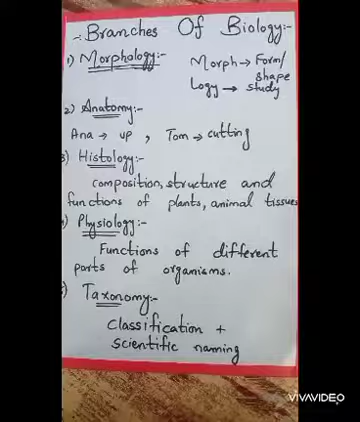 -: Branches Of Biology:-
1) Morphology:- Morph→ Form/
shape
Logy → study
2) Anatomy:-
Ana → up , Tom → cutting
3) Histology:-
composition, structure and
functions of plants, animal tissues
) Physiology:-
Functions of different
parts of organisms.
) Taxonomy:-
Classification +
scientific naming
VIVAVIDEO